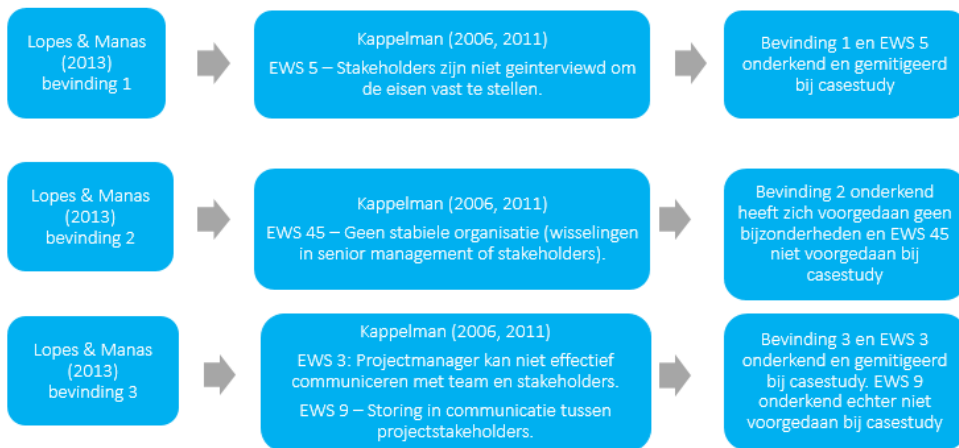 Lopes & Manas
(2013)
bevinding 1
Kappelman (2006, 2011)
EWS 5 – Stakeholders zijn niet geinterviewd om
de eisen vast te stellen.
Bevinding 1 en EWS 5
onderkend en gemitigeerd
bij casestudy
Lopes & Manas
(2013)
bevinding 2
Kappelman (2006, 2011)
EWS 45 – Geen stabiele organisatie (wisselingen
in senior management of stakeholders).
Bevinding 2 onderkend
heeft zich voorgedaan geen
bijzonderheden en EWS 45
niet voorgedaan bij
casestudy
Lopes & Manas
(2013)
bevinding 3
Kappelman (2006, 2011)
EWS 3: Projectmanager kan niet effectief
communiceren met team en stakeholders.
EWS 9 – Storing in communicatie tussen
projectstakeholders.
Bevinding 3 en EWS 3
onderkend en gemitigeerd
bij casestudy. EWS 9
onderkend echter niet
voorgedaan bij casestudy